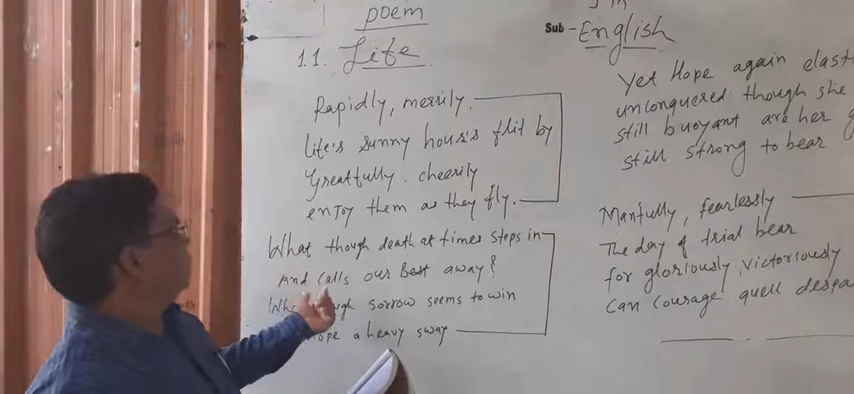 poem
1.1. Life
Rapidly, merrily.
Life's sunny hour's flit by
Greatfully. cheerily
enjoy them as they fly.
What though death at times steps in
And calls our Best away?
though sorrow seems to win
hope a heavy sway
Sub - English
Yet Hope again
unconquered though she
still buoyant are her
still strong to bear
Manfully, fearlessly
The day of trial bear
for gloriously, victoriously
can courage quell